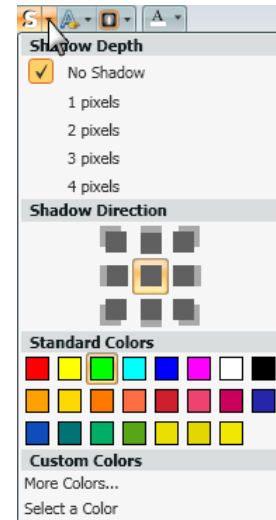 S A A
Shadow Depth
No Shadow
1 pixels
2 pixels
3 pixels
4 pixels
Shadow Direction
Standard Colors
Custom Colors
More Colors...
Select a Color